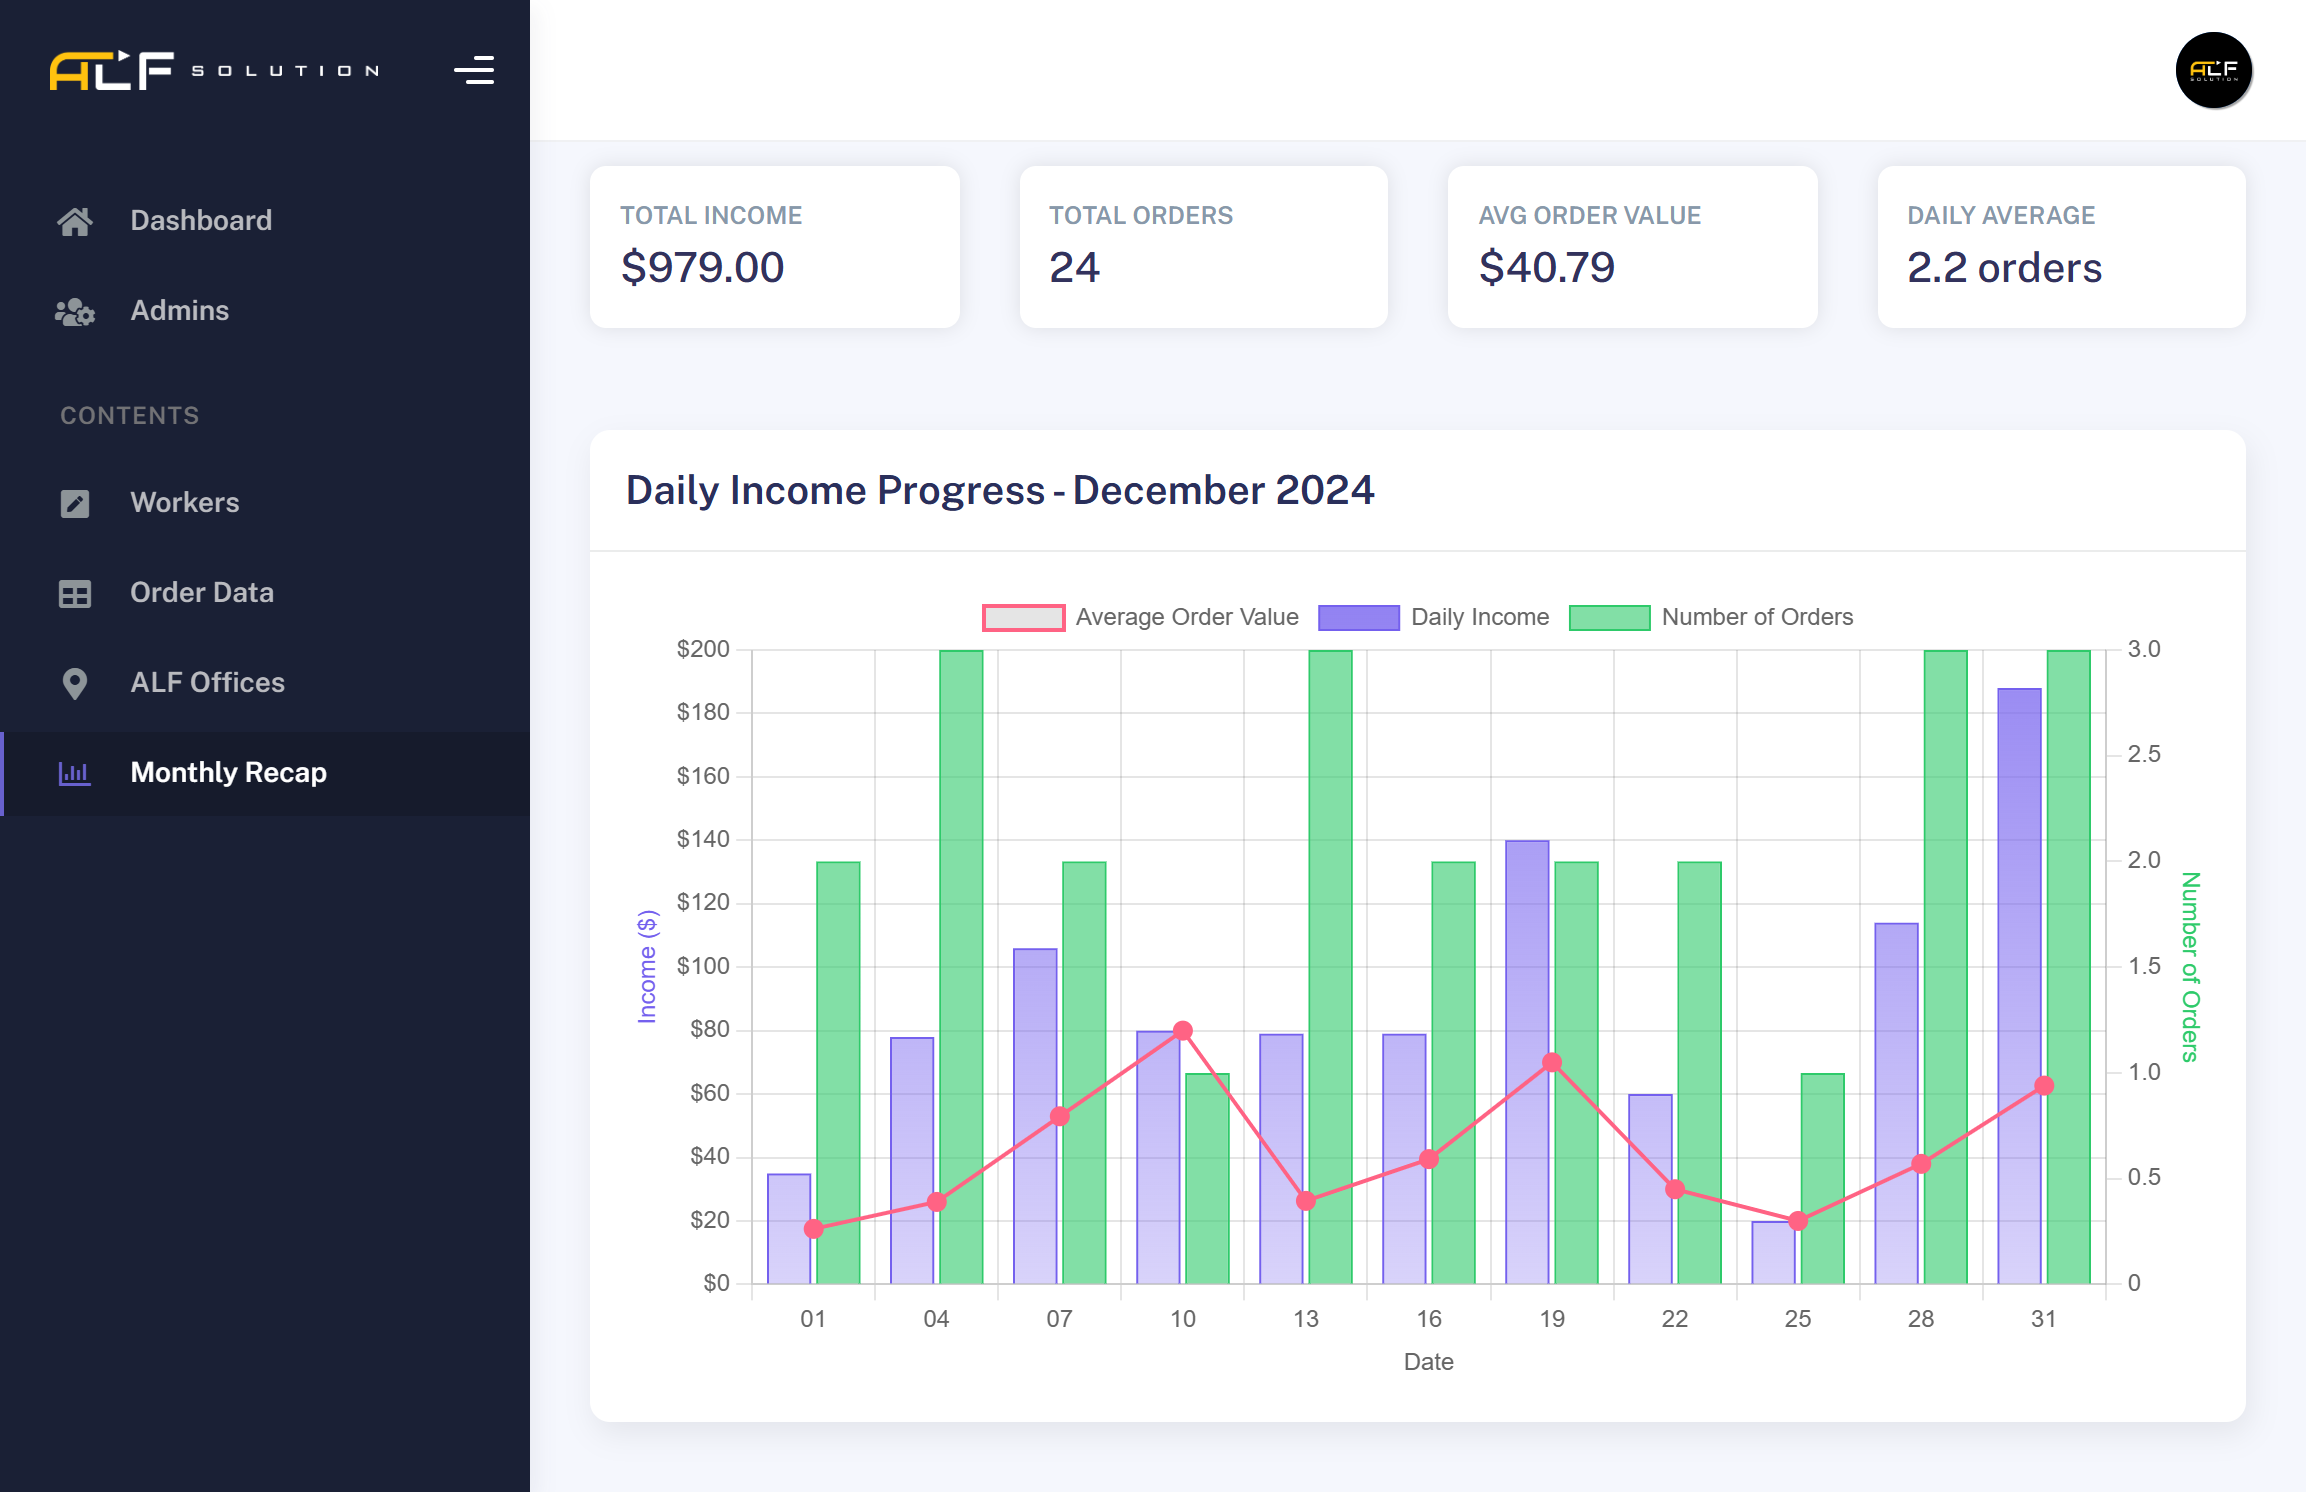 ALF SOLUTION
ALF
SOLUTION
Dashboard
Admins
CONTENTS
Workers
Order Data
ALF Offices
Monthly Recap
TOTAL INCOME
$979.00
TOTAL ORDERS
24
AVG ORDER VALUE
$40.79
DAILY AVERAGE
2.2 orders
Daily Income Progress - December 2024
Average Order Value
Daily Income
Number of Orders
$200
$180
$160
$140
$120
$100
$80
$60
$40
$20
$0
Income ($)
3.0
2.5
2.0
1.5
1.0
0.5
0
Number of Orders
01 04 07 10 13 16 19 22 25 28 31
Date